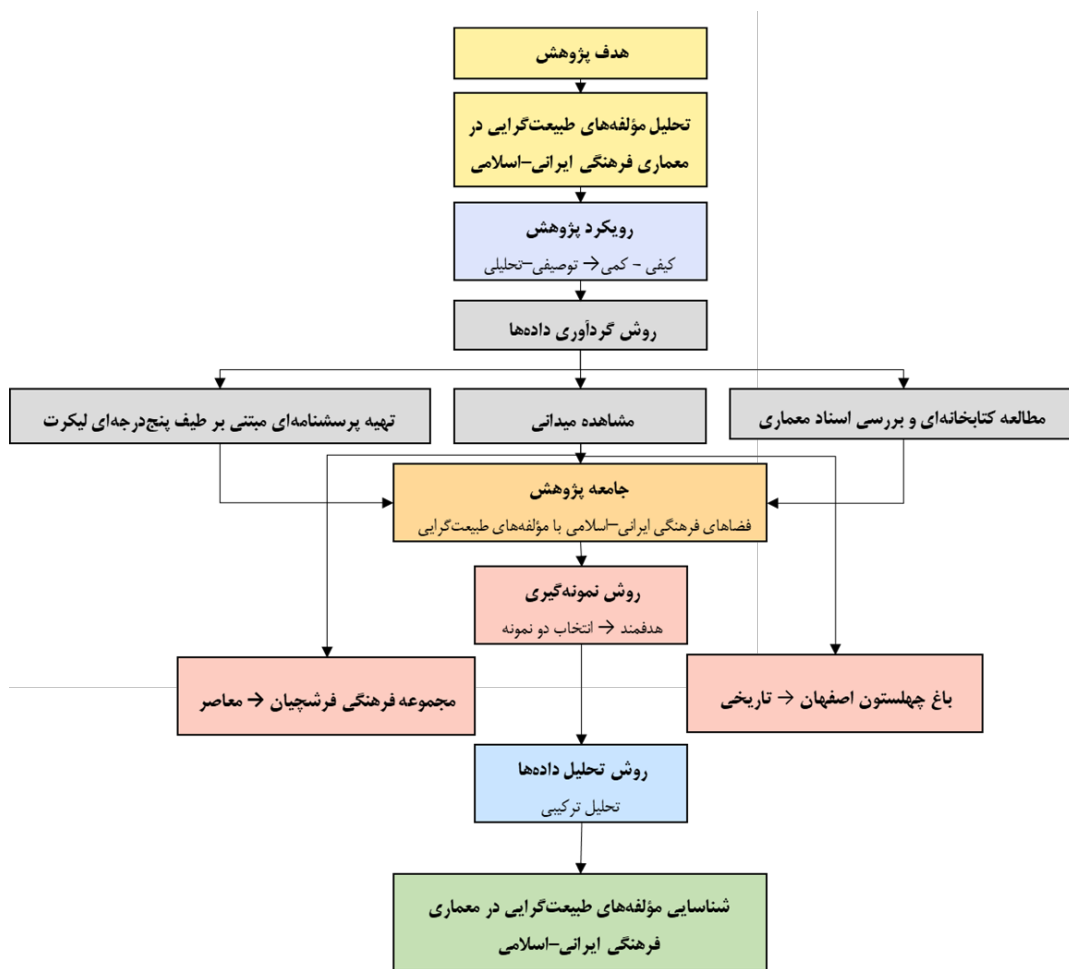 هدف پژوهش
تحلیل مؤلفه‌های طبیعت‌گرایی در
معماری فرهنگی ایرانی–اسلامی
رویکرد پژوهش
کیفی - کمی → توصیفی–تحلیلی
روش گردآوری داده‌ها
مطالعه کتابخانه‌ای و بررسی اسناد معماری
مشاهده میدانی
تهیه پرسشنامه‌ای مبتنی بر طیف پنج‌درجه‌ای لیکرت
جامعه پژوهش
فضاهای فرهنگی ایرانی–اسلامی با مؤلفه‌های طبیعت‌گرایی
روش نمونه‌گیری
هدفمند → انتخاب دو نمونه
باغ چهلستون اصفهان → تاریخی
مجموعه فرهنگی فرشچیان → معاصر
روش تحلیل داده‌ها
تحلیل ترکیبی
شناسایی مؤلفه‌های طبیعت‌گرایی در معماری
فرهنگی ایرانی–اسلامی